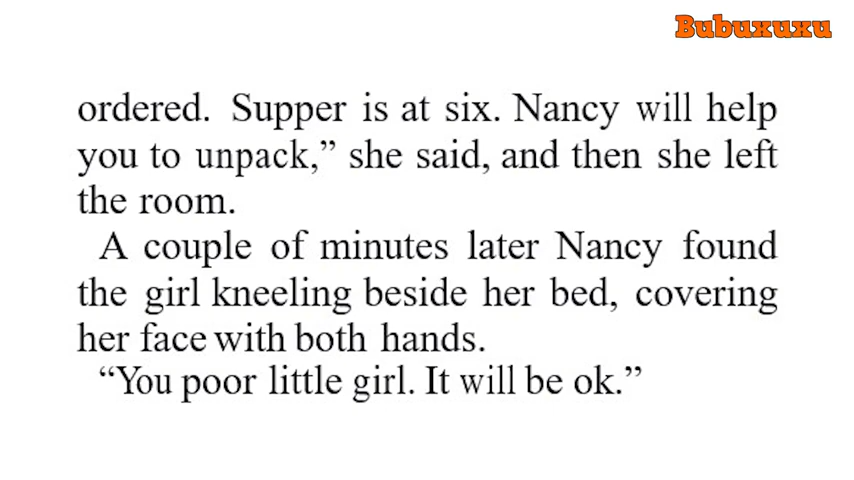 Bubuxuxu
ordered. Supper is at six. Nancy will help
you to unpack,” she said, and then she left
the room.
A couple of minutes later Nancy found
the girl kneeling beside her bed, covering
her face with both hands.
“You poor little girl. It will be ok.”